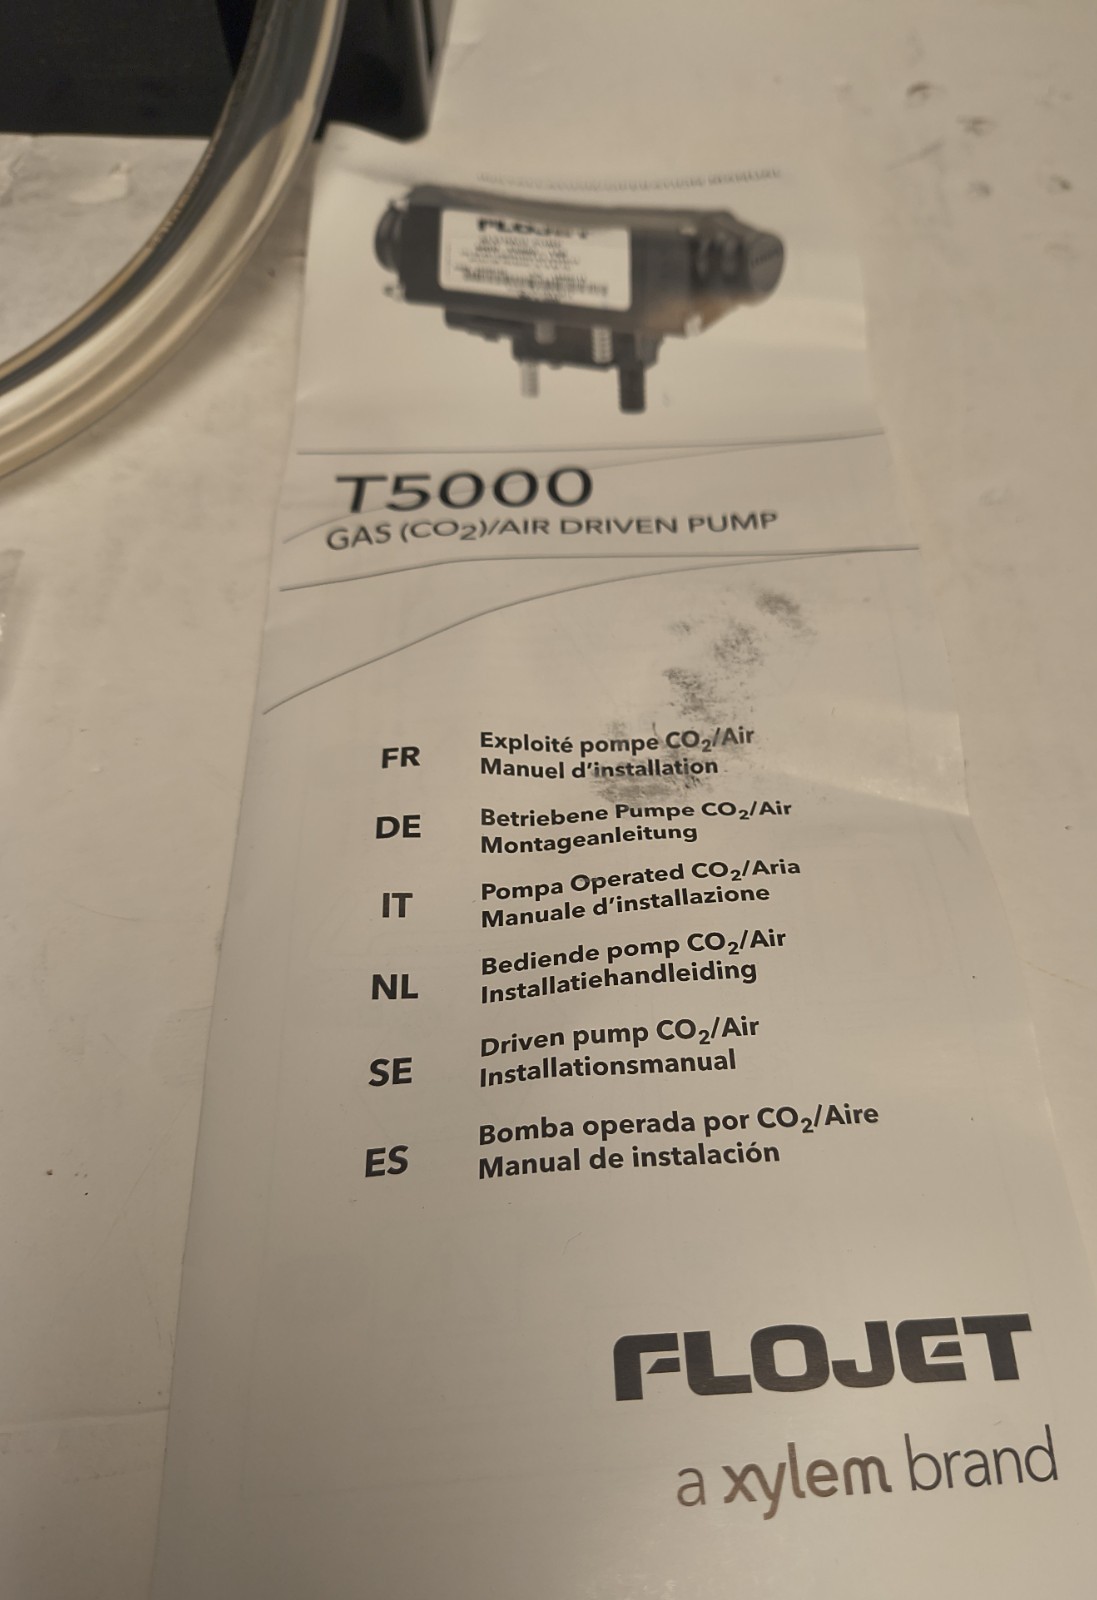 FLOJET
T5000
GAS (CO2)/AIR DRIVEN PUMP
FR
Exploité pompe CO2/Air
Manuel d'installation
DE
Betriebene Pumpe CO2/Air
Montageanleitung
IT
Pompa Operated CO2/Aria
Manuale d'installazione
NL
Bediende pomp CO2/Air
Installatiehandleiding
SE
Driven pump CO2/Air
Installationsmanual
ES
Bomba operada por CO2/Aire
Manual de instalación
FLOJET
a xylem brand